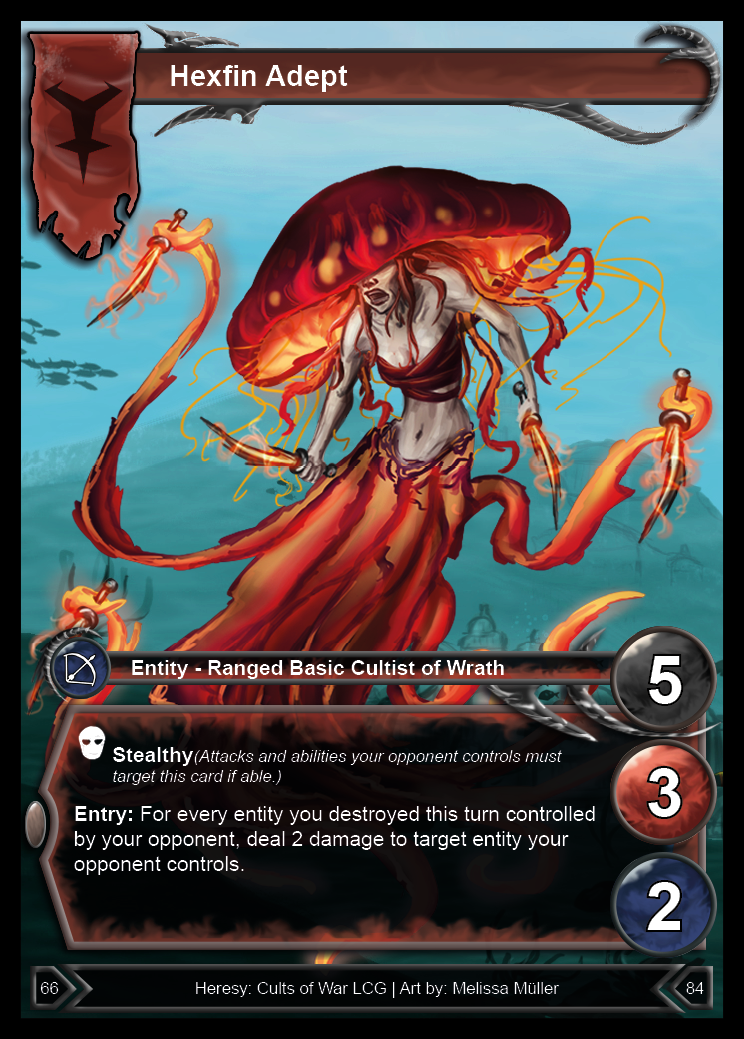 Hexfin Adept
Entity - Ranged Basic Cultist of Wrath
5
Stealthy(Attacks and abilities your opponent controls must
target this card if able.)
3
Entry: For every entity you destroyed this turn controlled
by your opponent, deal 2 damage to target entity your
opponent controls.
2
66
Heresy: Cults of War LCG | Art by: Melissa Müller
84